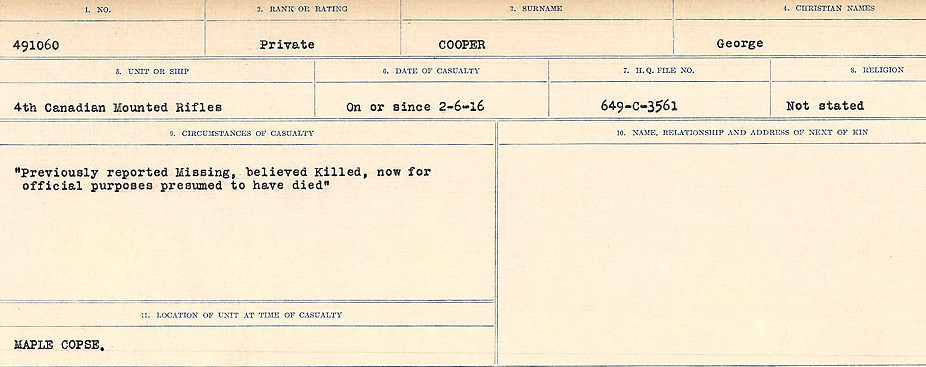 1. NO. 2. RANK OR RATING 3. SURNAME 4. CHRISTIAN NAMES
491060 Private COOPER George
5. UNIT OR SHIP 6. DATE OF CASUALTY 7. H.Q. FILE NO. 8. RELIGION
4th Canadian Mounted Rifles On or since 2-6-16 649-C-3561 Not stated
9. CIRCUMSTANCES OF CASUALTY 10. NAME, RELATIONSHIP AND ADDRESS OF NEXT OF KIN
"Previously reported Missing, believed Killed, now for
official purposes presumed to have died"
11. LOCATION OF UNIT AT TIME OF CASUALTY
MAPLE COPSE.